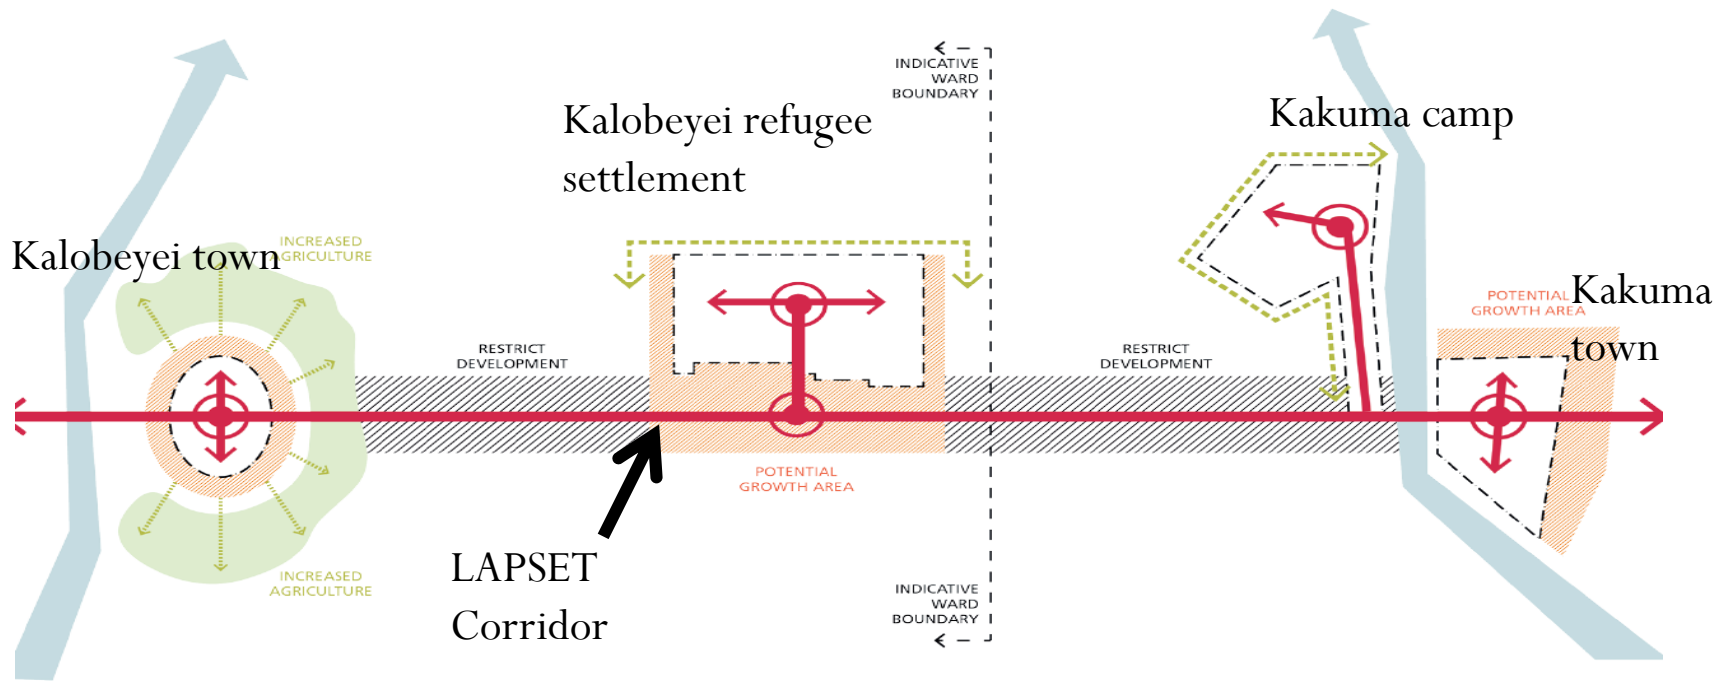 INDICATIVE
WARD
BOUNDARY
Kalobeyei refugee
settlement
Kakuma camp
Kalobeyei town
INCREASED
AGRICULTURE
POTENTIAL
GROWTH AREA
Kakuma
town
RESTRICT
DEVELOPMENT
RESTRICT
DEVELOPMENT
POTENTIAL
GROWTH AREA
LAPSET
Corridor
INCREASED
AGRICULTURE
INDICATIVE
WARD
BOUNDARY